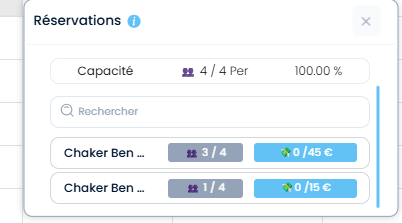 Réservations
Capacité 4 / 4 Per 100.00 %
Rechercher
Chaker Ben ... 3 / 4 0 /45 €
Chaker Ben ... 1 / 4 0 /15 €